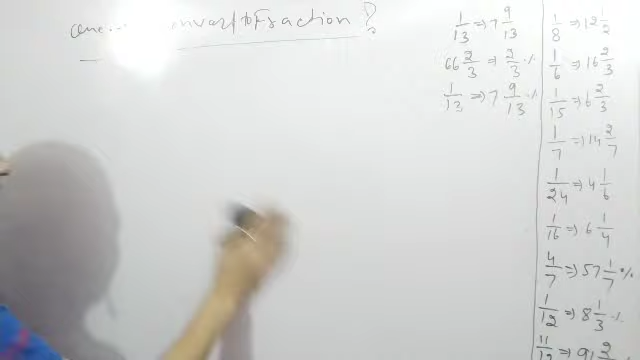 convert to Fraction ?
1/13 ⇒ 7 9/13
66 2/3 ⇒ 2/3 %
1/13 ⇒ 7 9/13 %
1/8 ⇒ 12 1/2
1/6 ⇒ 16 2/3
1/15 ⇒ 6 2/3
1/7 ⇒ 14 2/7
1/24 ⇒ 4 1/6
1/16 ⇒ 6 1/4
4/7 ⇒ 57 1/7 %
1/12 ⇒ 8 1/3 %